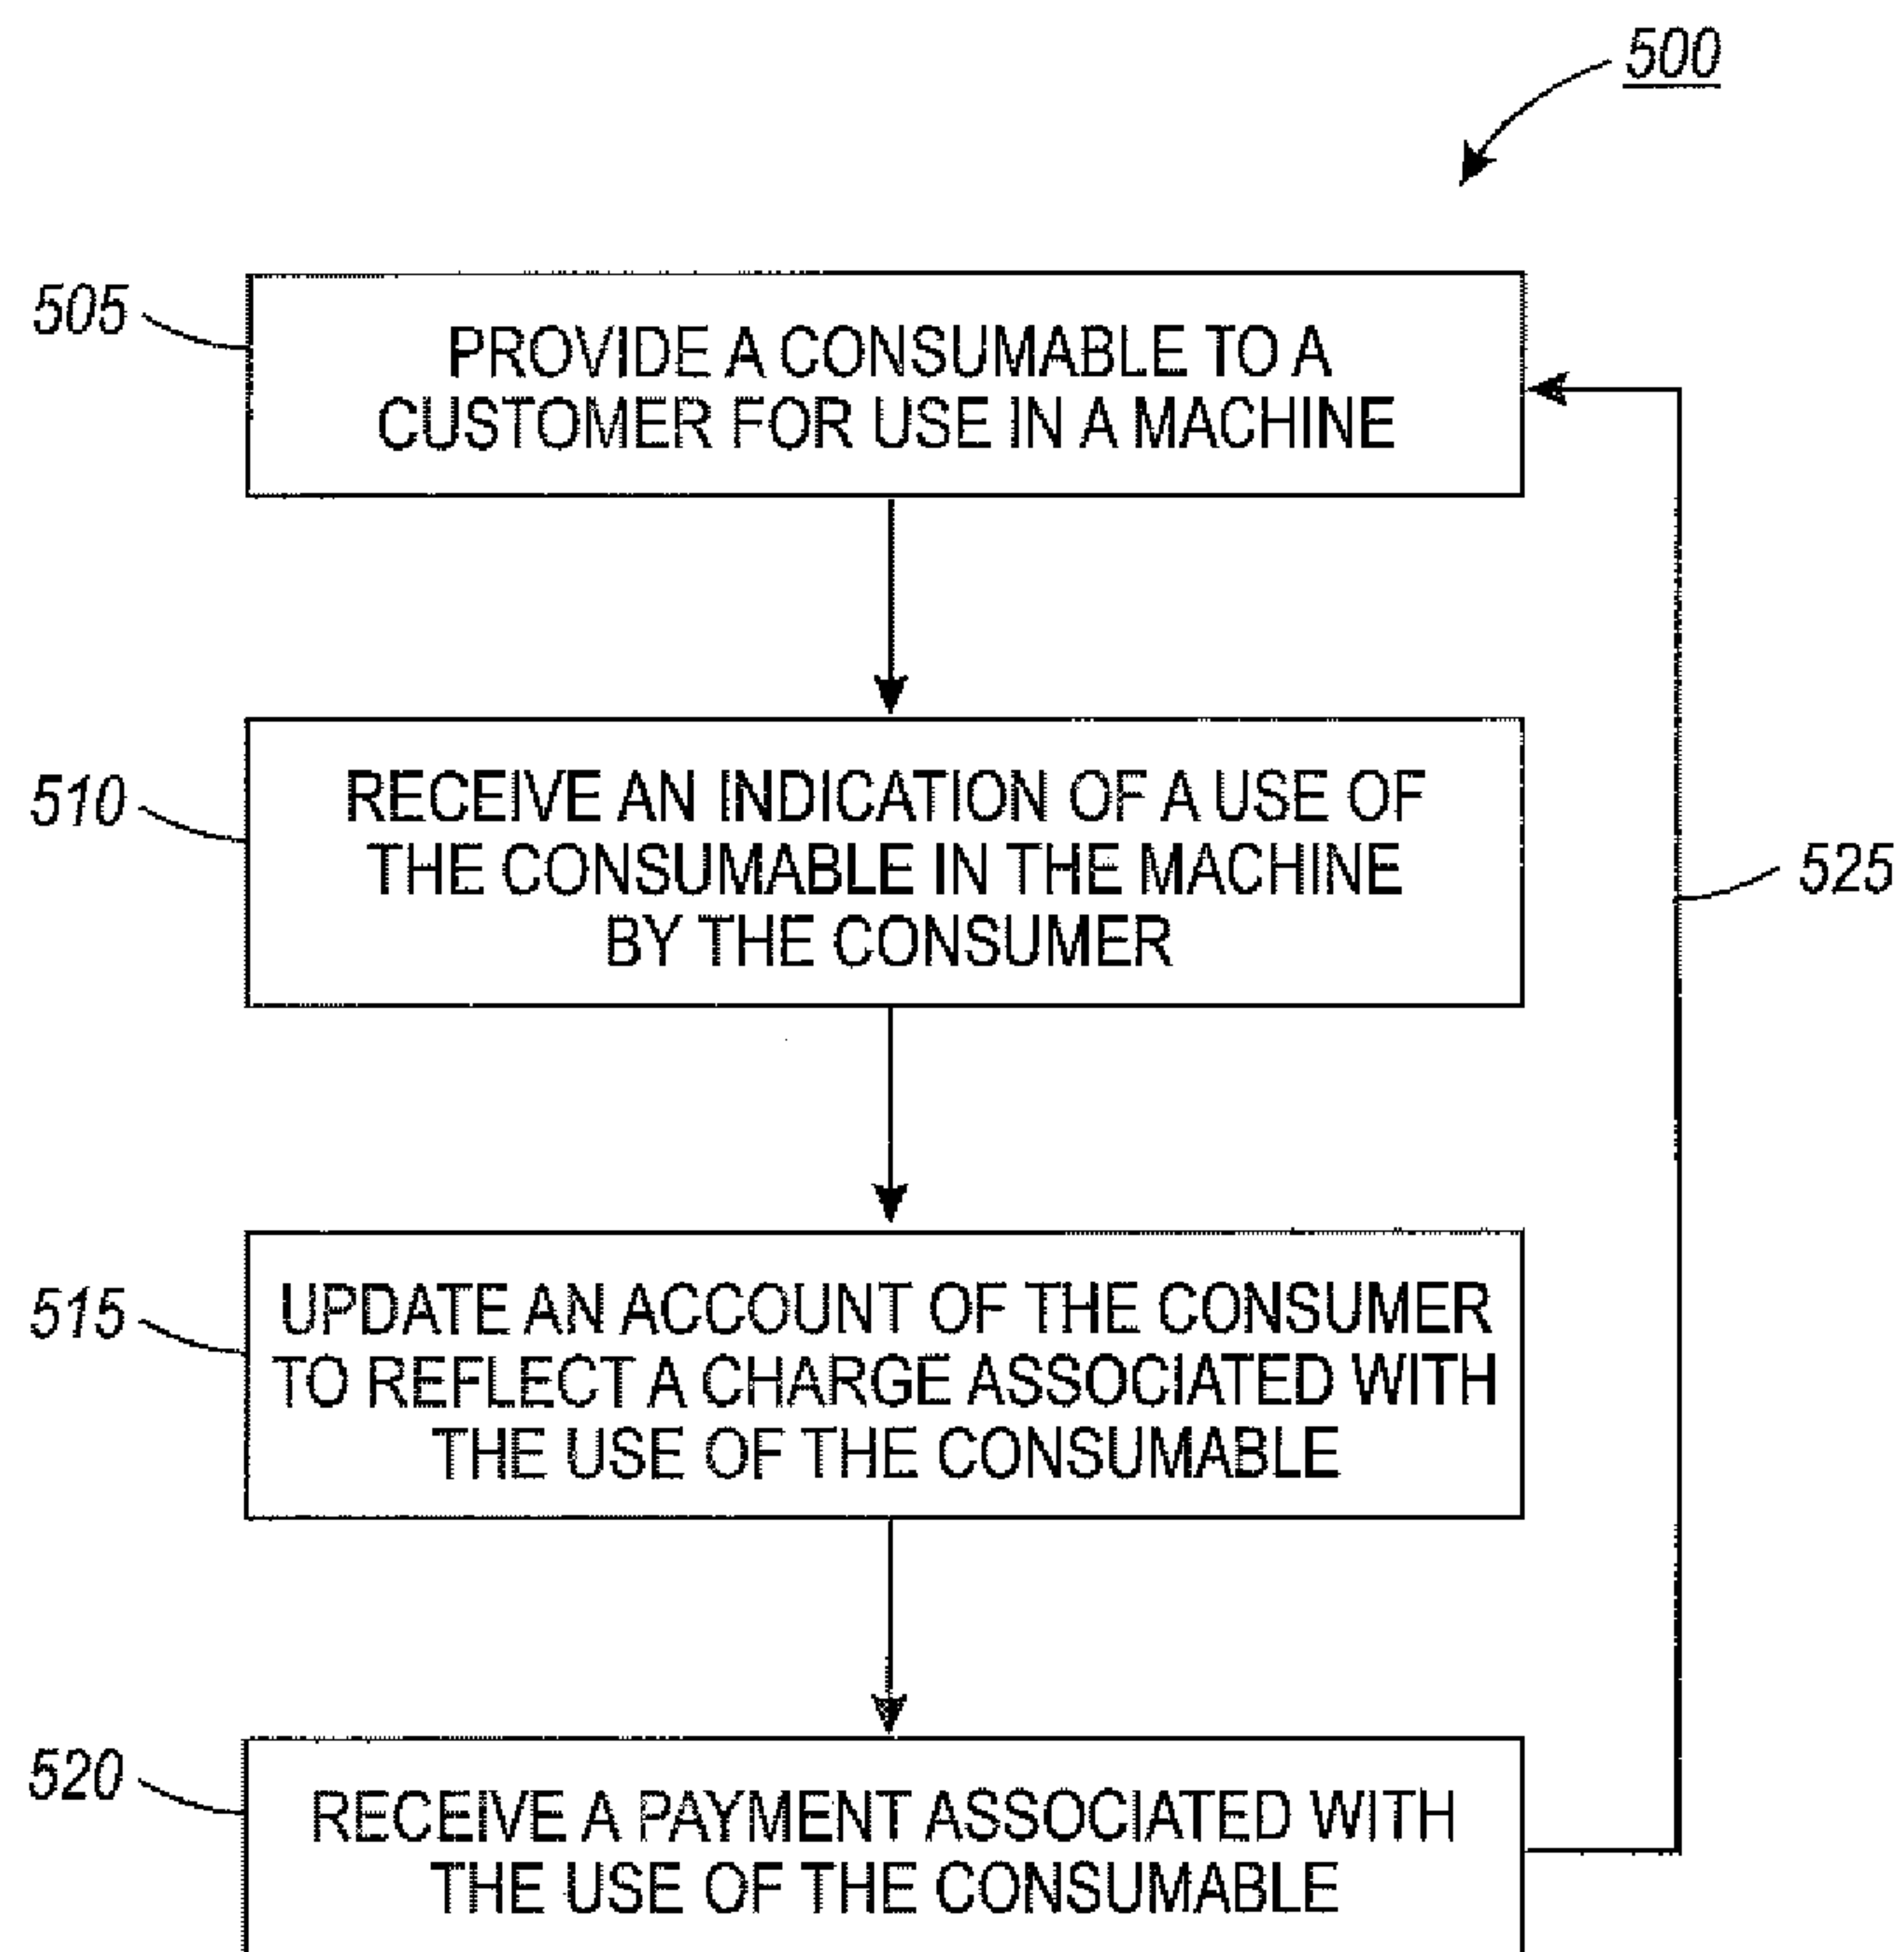 500
505
PROVIDE A CONSUMABLE TO A
CUSTOMER FOR USE IN A MACHINE
510
RECEIVE AN INDICATION OF A USE OF
THE CONSUMABLE IN THE MACHINE
BY THE CONSUMER
525
515
UPDATE AN ACCOUNT OF THE CONSUMER
TO REFLECT A CHARGE ASSOCIATED WITH
THE USE OF THE CONSUMABLE
520
RECEIVE A PAYMENT ASSOCIATED WITH
THE USE OF THE CONSUMABLE